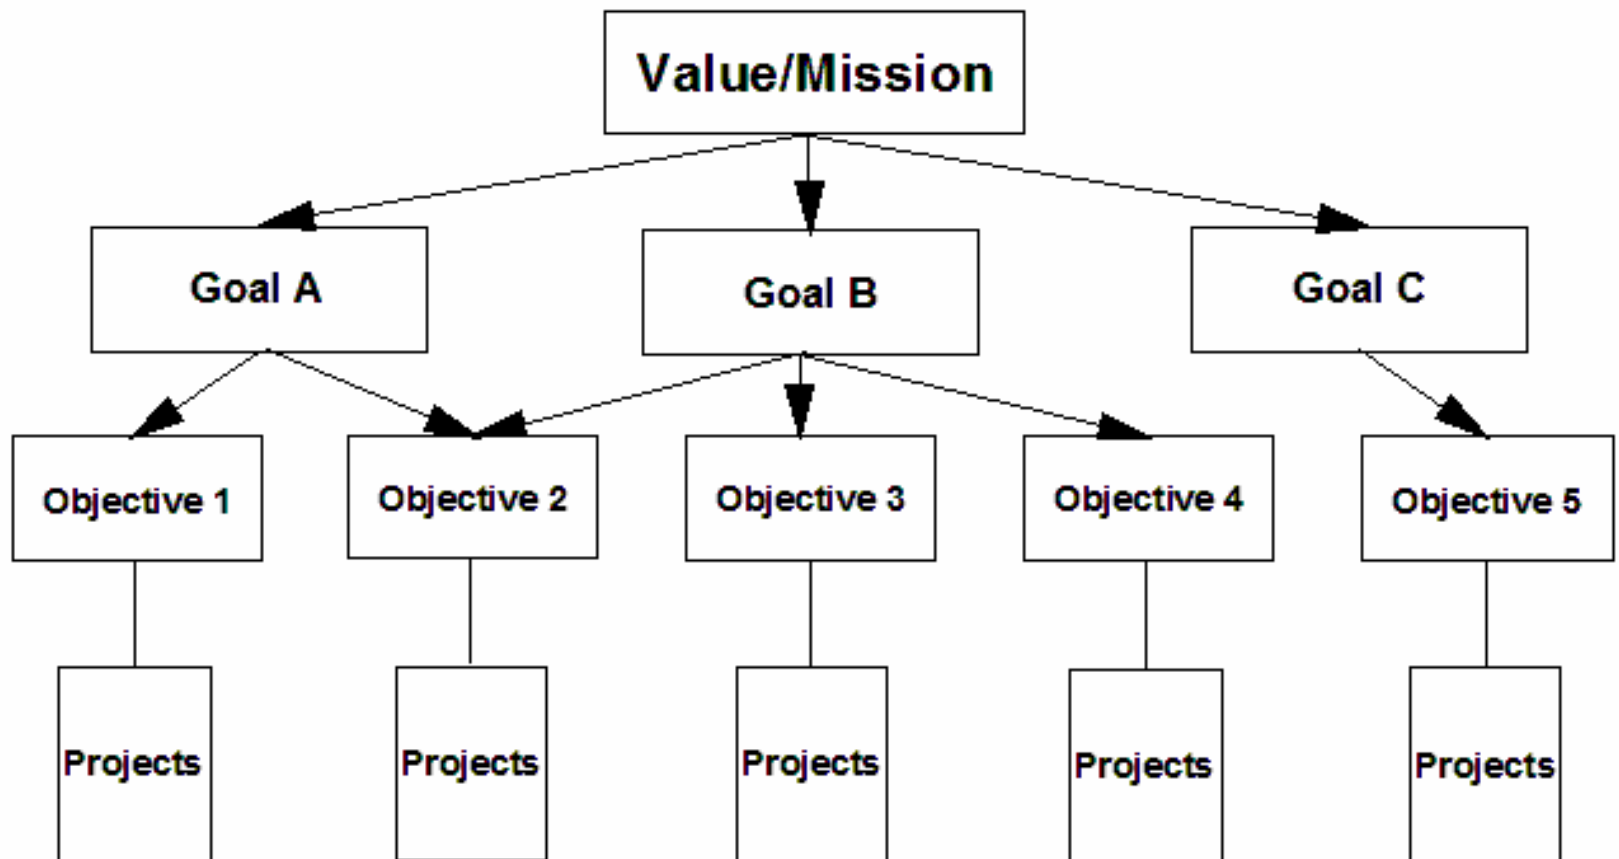 Value/Mission
Goal A
Goal B
Goal C
Objective 1
Objective 2
Objective 3
Objective 4
Objective 5
Projects
Projects
Projects
Projects
Projects